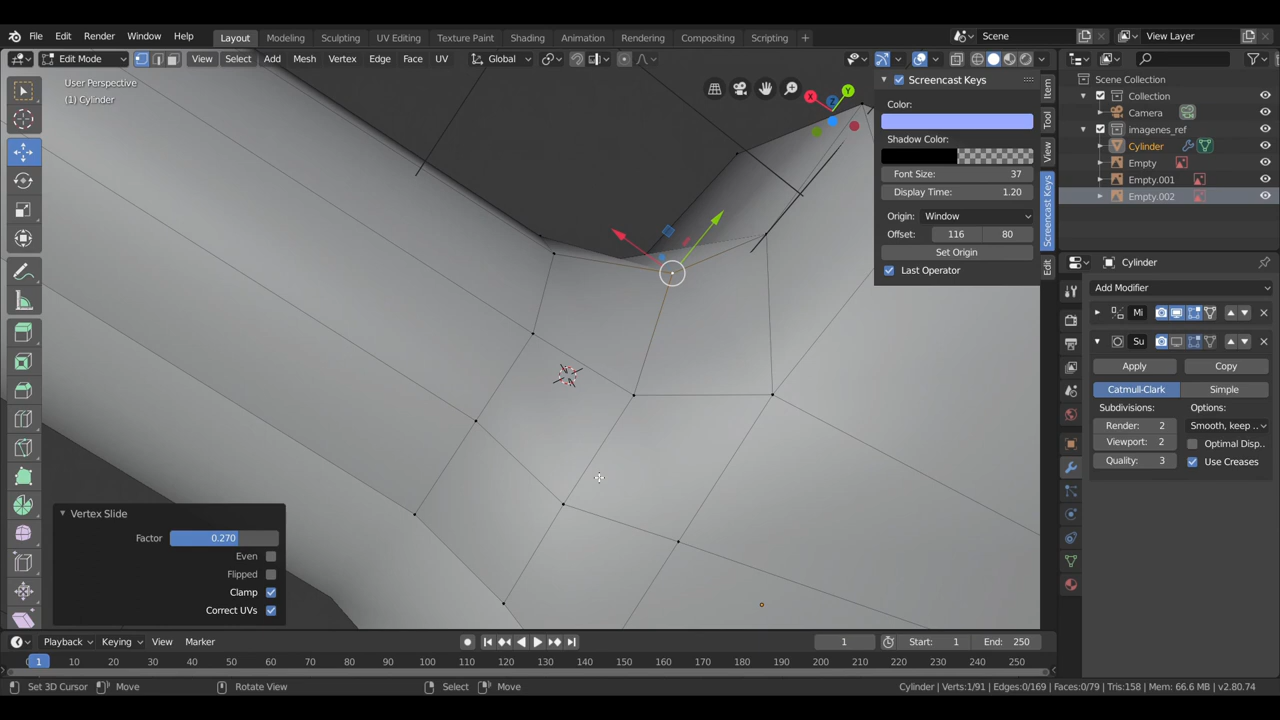 File Edit Render Window Help Layout Modeling Sculpting UV Editing Texture Paint Shading Animation Rendering Compositing Scripting + Scene View Layer
Edit Mode View Select Add Mesh Vertex Edge Face UV Global
User Perspective
(1) Cylinder
X Y Z
Screencast Keys
Color:
Shadow Color:
Font Size: 37
Display Time: 1.20
Origin: Window
Offset: 116 80
Set Origin
Last Operator
Item
Tool
View
Screencast Keys
Edit
Scene Collection
Collection
Camera
imagenes_ref
Cylinder
Empty
Empty.001
Empty.002
Cylinder
Add Modifier
Mi
Su
Apply Copy
Catmull-Clark Simple
Subdivisions: Options:
Render: 2 Smooth, keep ..
Viewport: 2 Optimal Disp..
Quality: 3 Use Creases
Vertex Slide
Factor 0.270
Even
Flipped
Clamp
Correct UVs
Playback Keying View Marker 1 Start: 1 End: 250
1 10 20 30 40 50 60 70 80 90 100 110 120 130 140 150 160 170 180 190 200 210 220 230 240 250
Set 3D Cursor Move Rotate View Select Move Cylinder | Verts:1/91 | Edges:0/169 | Faces:0/79 | Tris:158 | Mem: 66.6 MB | v2.80.74